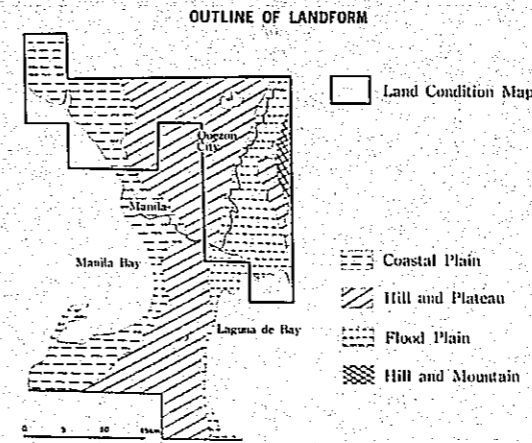 OUTLINE OF LANDFORM
Land Condition Map
Quezon
City
Manila
Manila Bay
Coastal Plain
Hill and Plateau
Laguna de Bay
Flood Plain
Hill and Mountain
0 5 10 15km